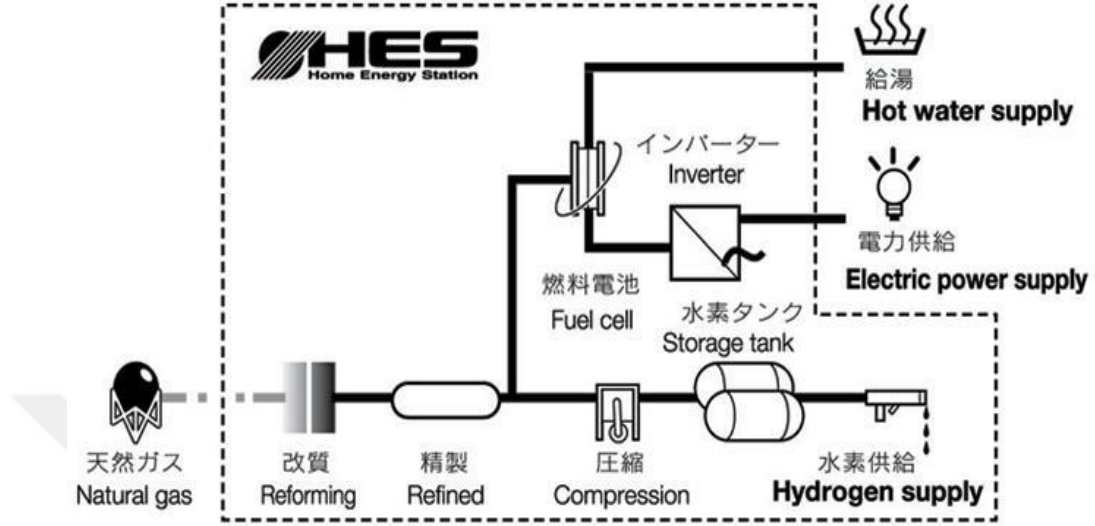 HES
Home Energy Station
給湯
Hot water supply
インバーター
Inverter
電力供給
Electric power supply
燃料電池
Fuel cell
水素タンク
Storage tank
天然ガス
Natural gas
改質
Reforming
精製
Refined
圧縮
Compression
水素供給
Hydrogen supply